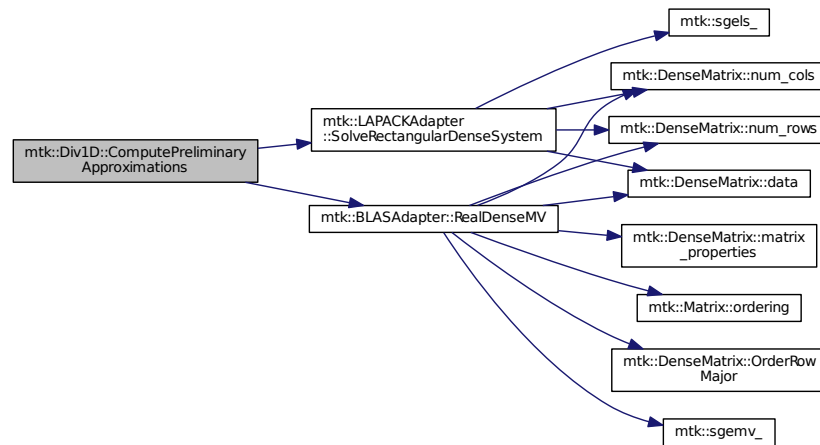 mtk::Div1D::ComputePreliminary
Approximations
mtk::LAPACKAdapter
::SolveRectangularDenseSystem
mtk::BLASAdapter::RealDenseMV
mtk::sgels_
mtk::DenseMatrix::num_cols
mtk::DenseMatrix::num_rows
mtk::DenseMatrix::data
mtk::DenseMatrix::matrix
_properties
mtk::Matrix::ordering
mtk::DenseMatrix::OrderRow
Major
mtk::sgemv_